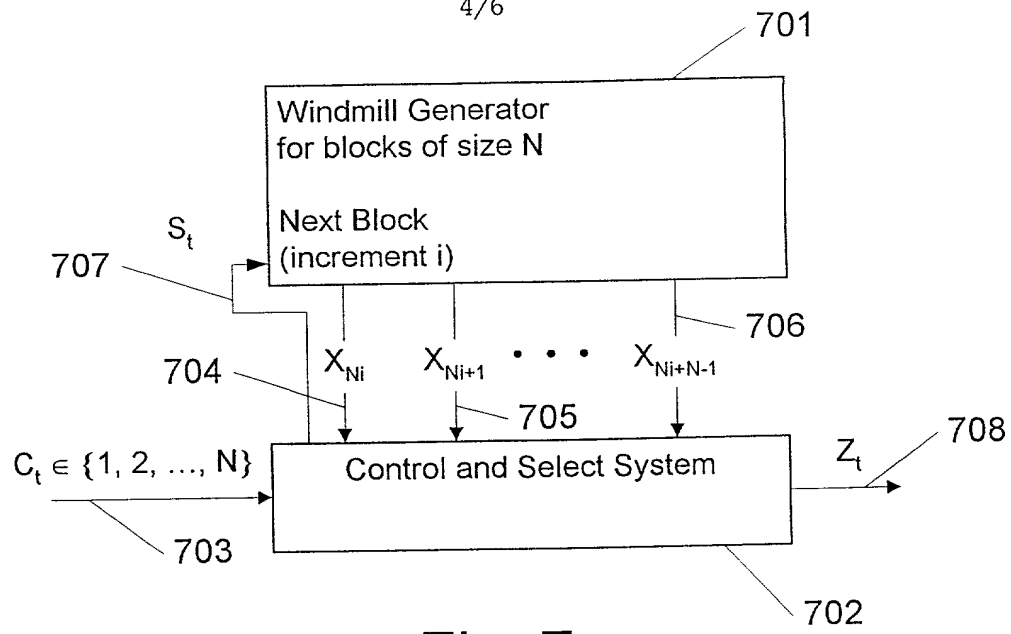 4/6
701
Windmill Generator
for blocks of size N
Next Block
(increment i)
S_t
707
706
X_Ni X_Ni+1 • • • X_Ni+N-1
704
705
708
C_t ∈ {1, 2, ..., N}
Control and Select System
Z_t
703
702